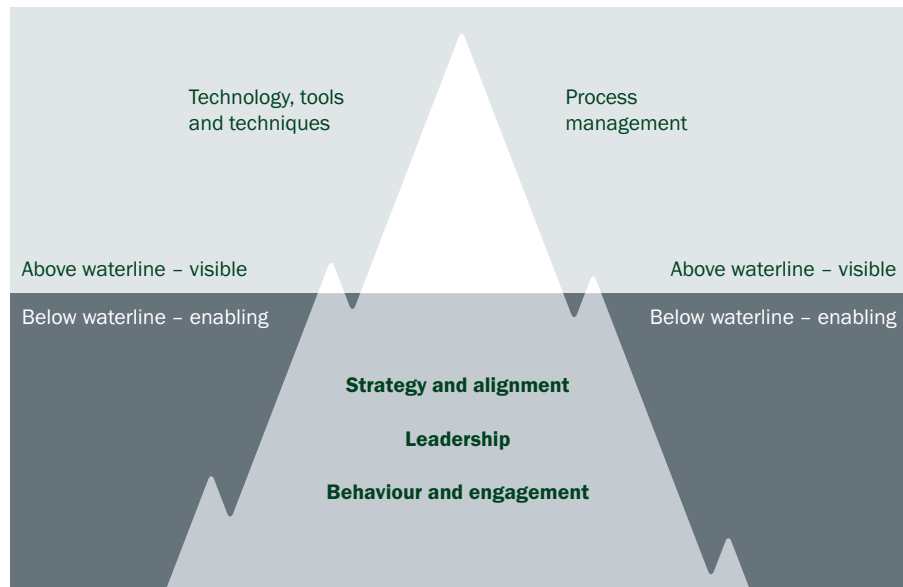 Technology, tools
and techniques
Process
management
Above waterline – visible
Above waterline – visible
Below waterline – enabling
Below waterline – enabling
Strategy and alignment
Leadership
Behaviour and engagement